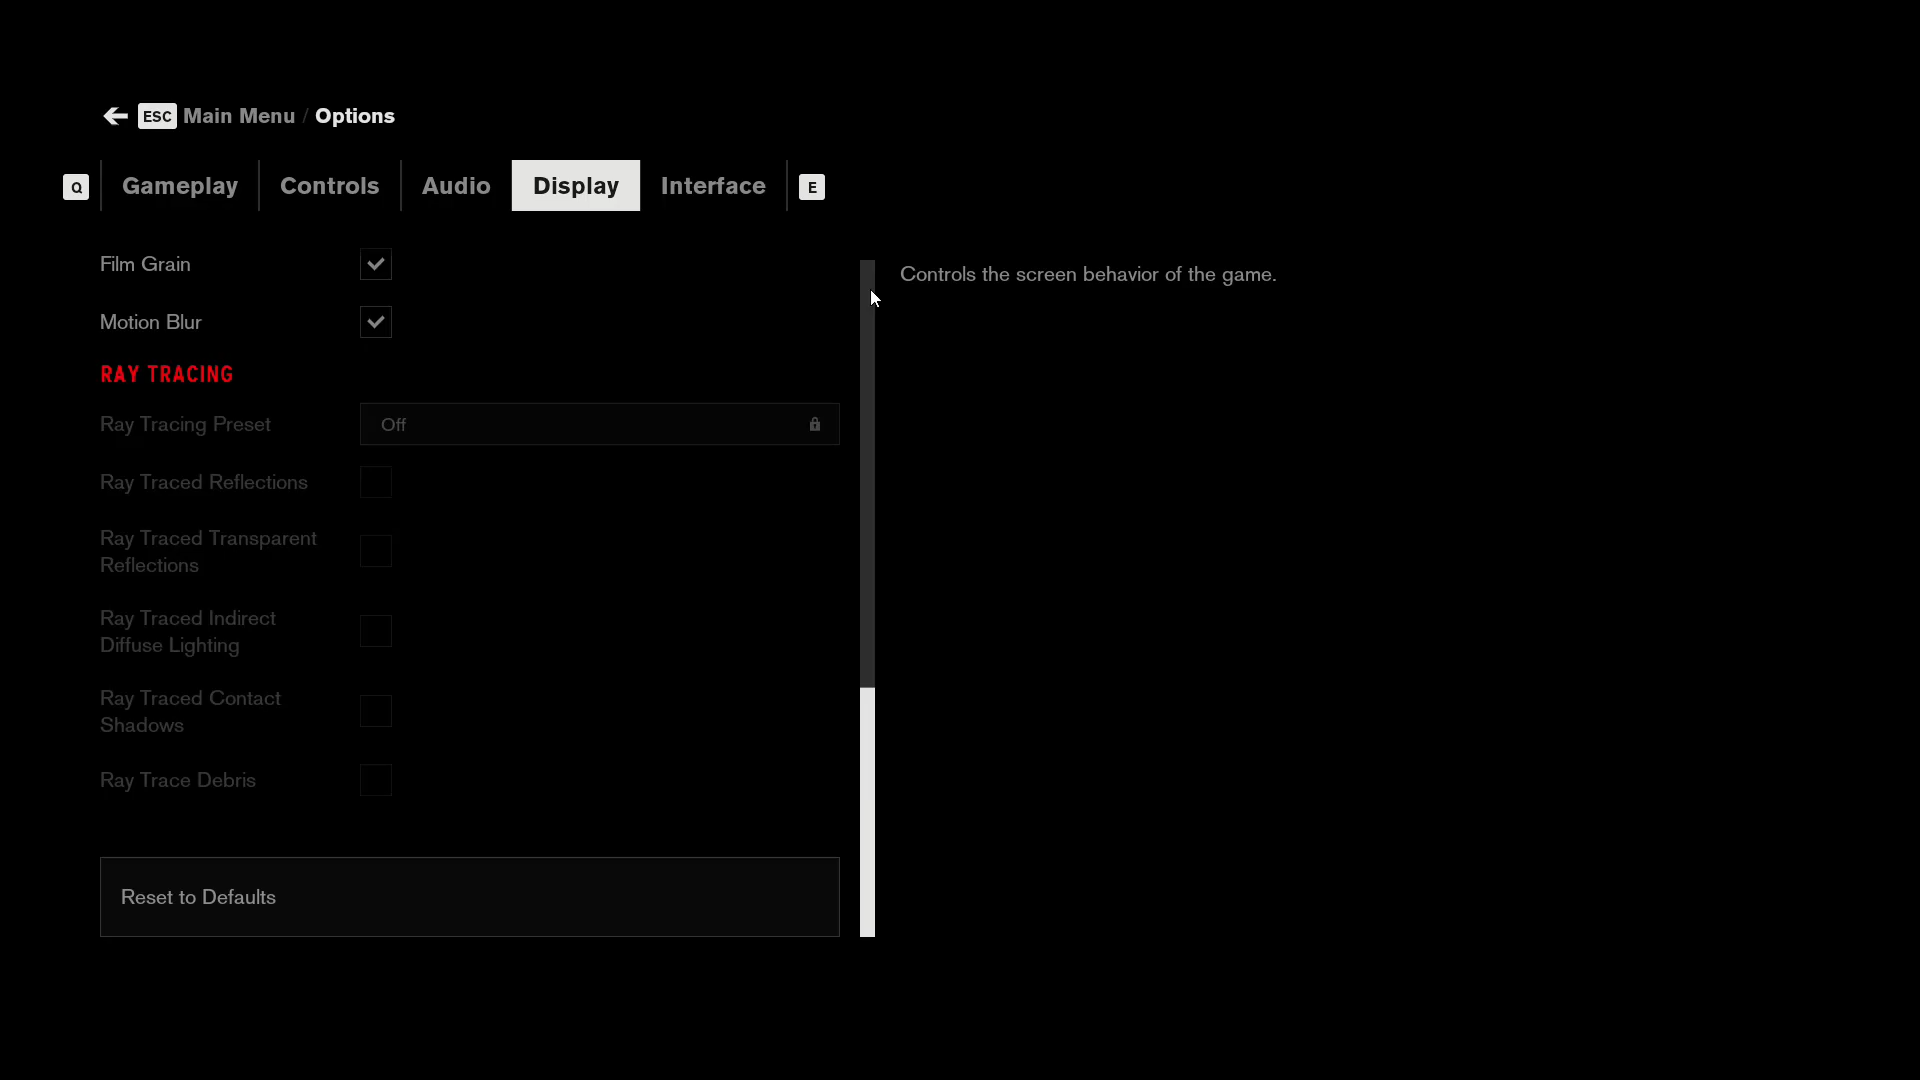 ESC Main Menu / Options
Q Gameplay Controls Audio Display Interface E
Film Grain
Controls the screen behavior of the game.
Motion Blur
RAY TRACING
Ray Tracing Preset Off
Ray Traced Reflections
Ray Traced Transparent
Reflections
Ray Traced Indirect
Diffuse Lighting
Ray Traced Contact
Shadows
Ray Trace Debris
Reset to Defaults